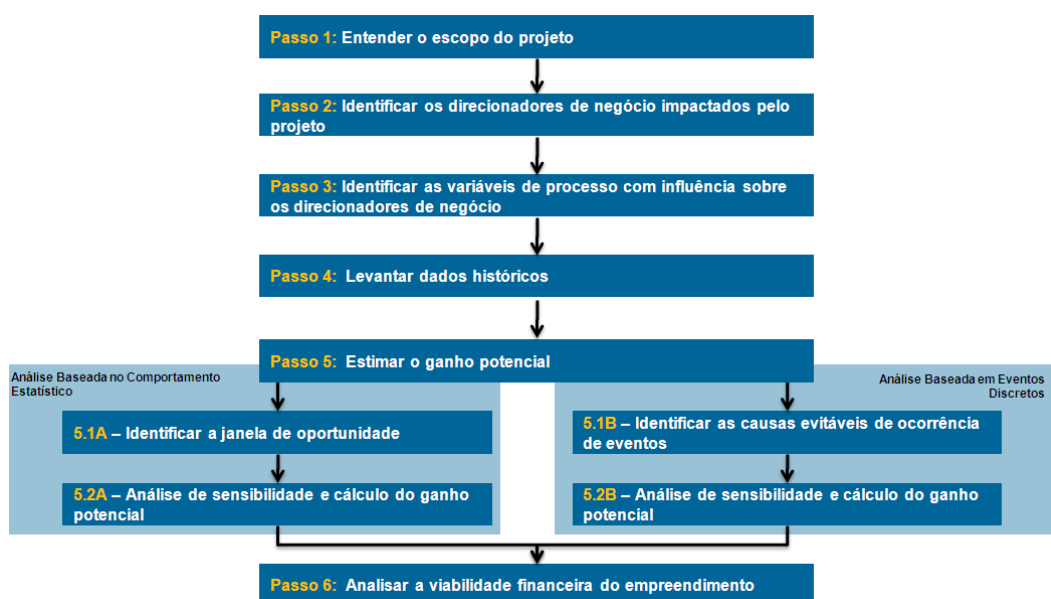 Passo 1: Entender o escopo do projeto
Passo 2: Identificar os direcionadores de negócio impactados pelo
projeto
Passo 3: Identificar as variáveis de processo com influência sobre
os direcionadores de negócio
Passo 4: Levantar dados históricos
Passo 5: Estimar o ganho potencial
Análise Baseada no Comportamento
Estatístico
5.1A – Identificar a janela de oportunidade
5.2A – Análise de sensibilidade e cálculo do ganho
potencial
Análise Baseada em Eventos
Discretos
5.1B – Identificar as causas evitáveis de ocorrência
de eventos
5.2B – Análise de sensibilidade e cálculo do ganho
potencial
Passo 6: Analisar a viabilidade financeira do empreendimento